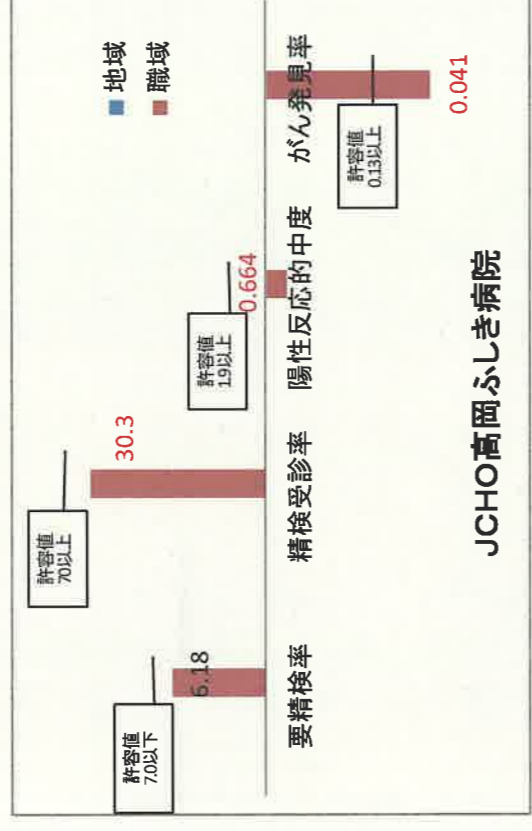 地域
職域
許容値
7.0以下
6.18
要精検率
許容値
70以上
30.3
精検受診率
許容値
1.9以上
0.664
陽性反応的中度
許容値
0.13以上
0.041
がん発見率
JCHO高岡ふしき病院